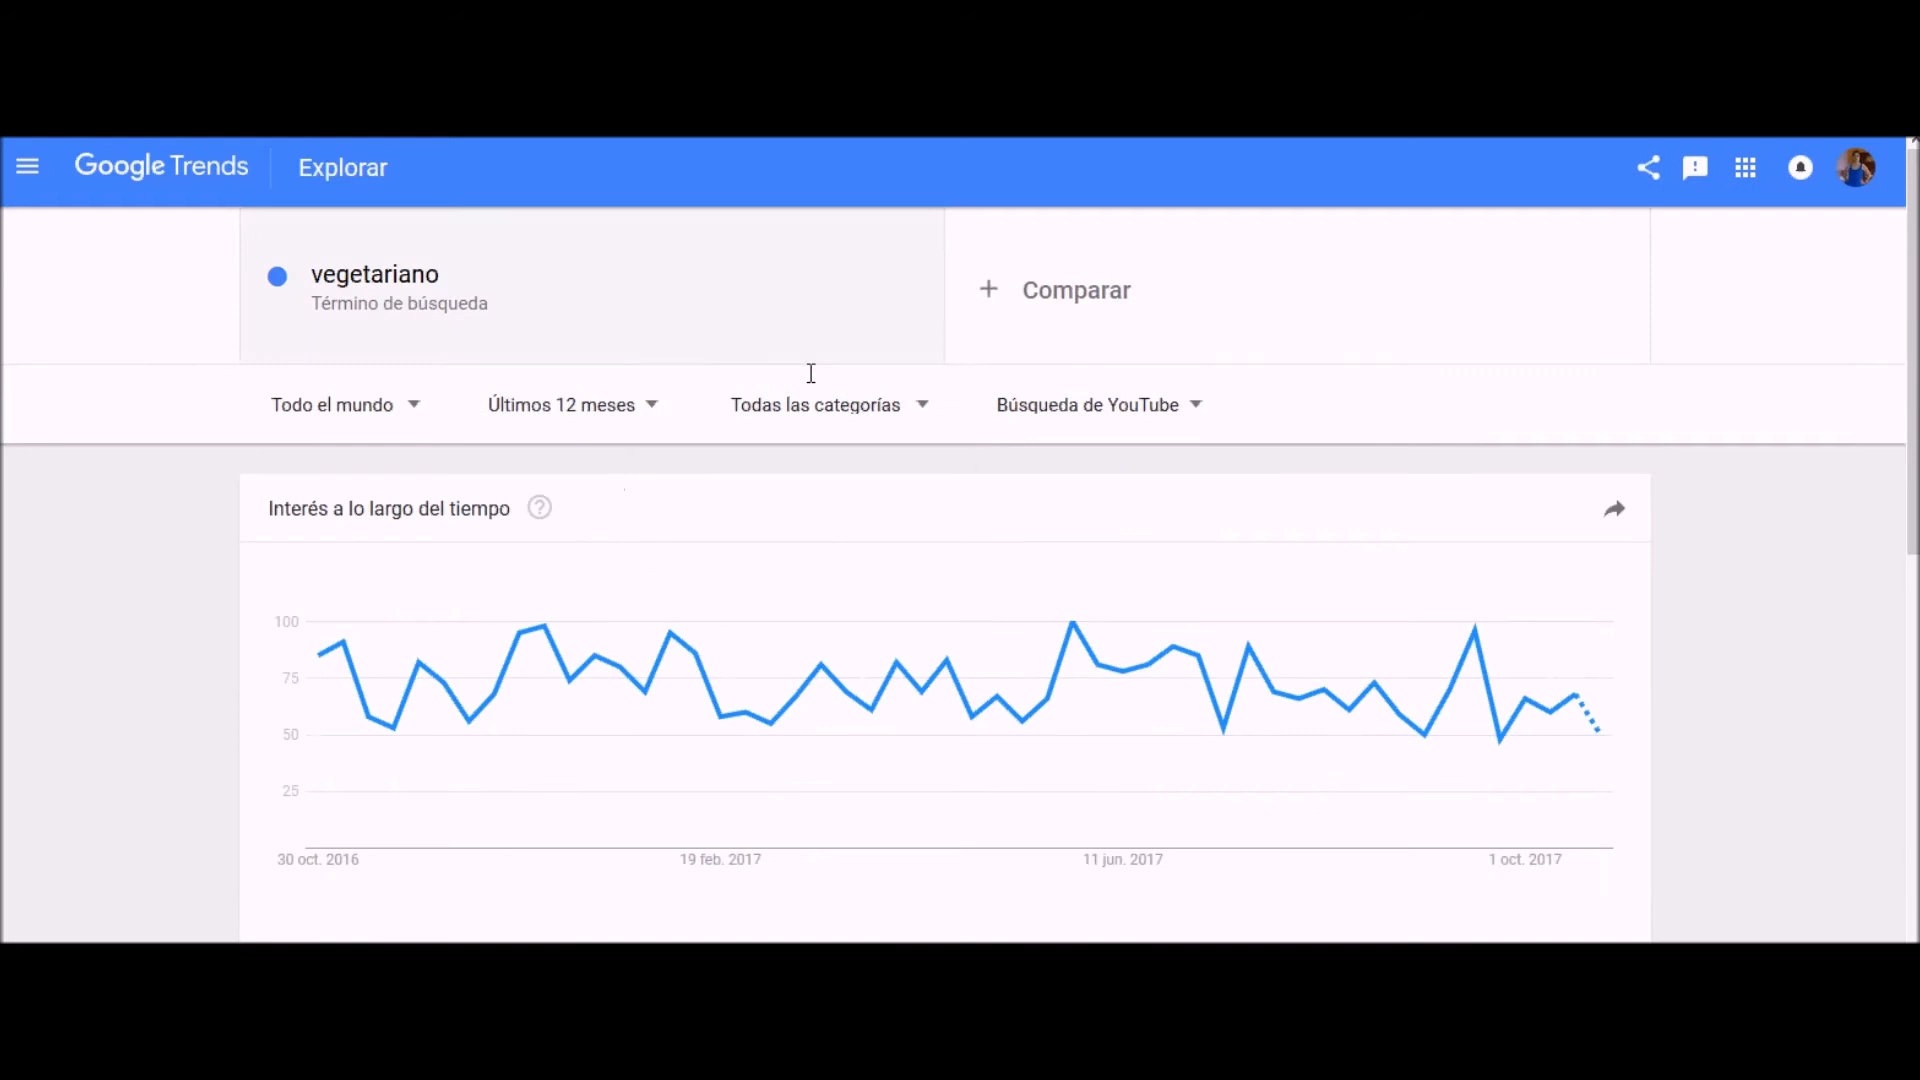 Google Trends Explorar
vegetariano
Término de búsqueda
+ Comparar
Todo el mundo Últimos 12 meses Todas las categorías Búsqueda de YouTube
Interés a lo largo del tiempo ?
100
75
50
25
30 oct. 2016 19 feb. 2017 11 jun. 2017 1 oct. 2017